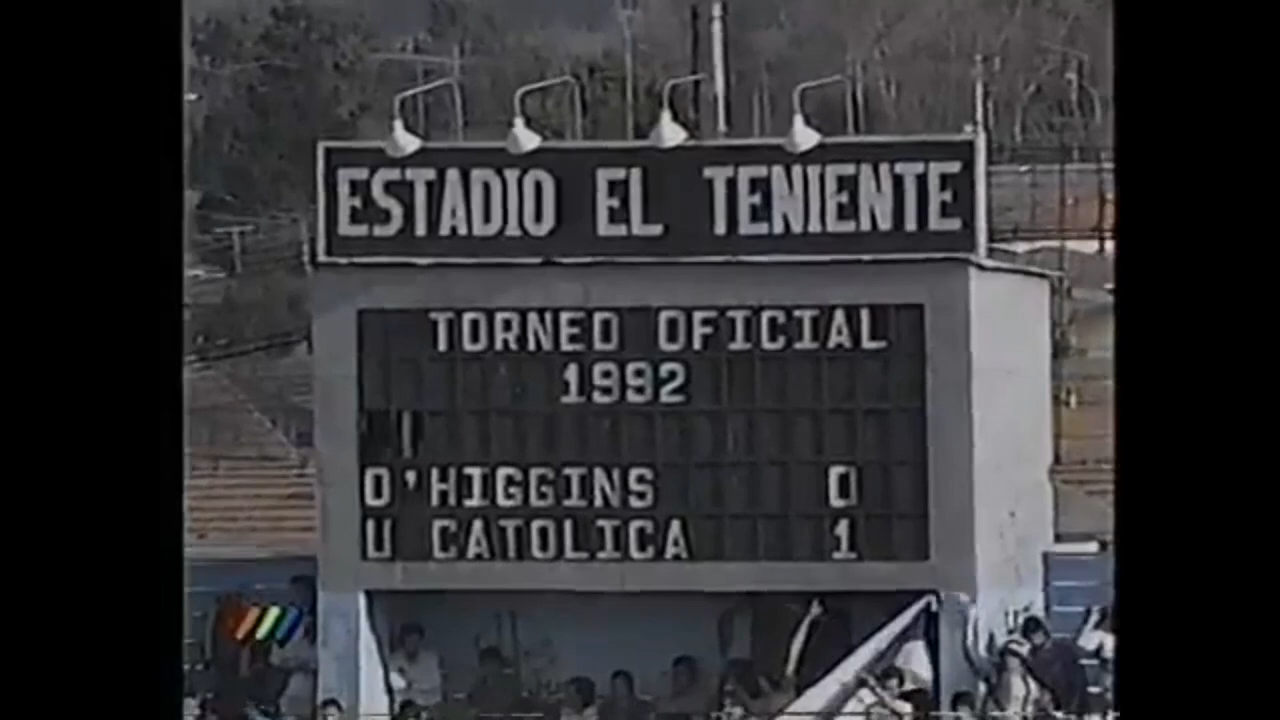 ESTADIO EL TENIENTE
TORNEO OFICIAL
1992
O'HIGGINS 0
U CATOLICA 1